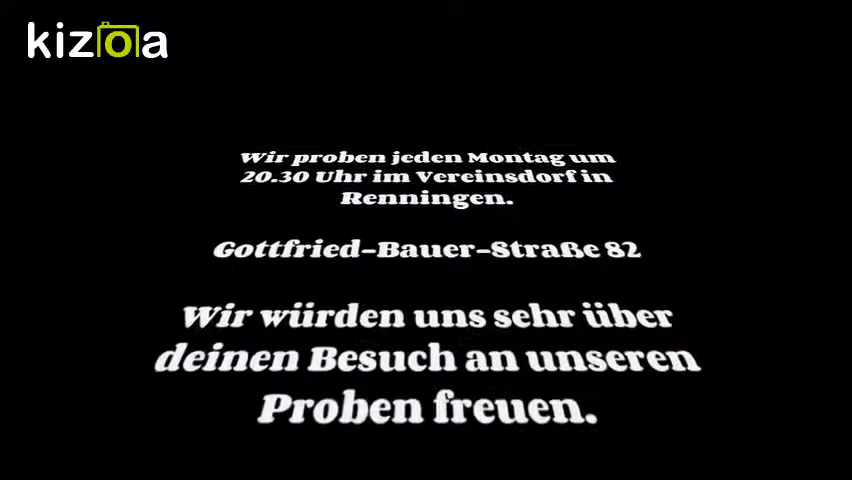 kizoa
Wir proben jeden Montag um
20.30 Uhr im Vereinsdorf in
Renningen.
Gottfried-Bauer-Straße 82
Wir würden uns sehr über
deinen Besuch an unseren
Proben freuen.